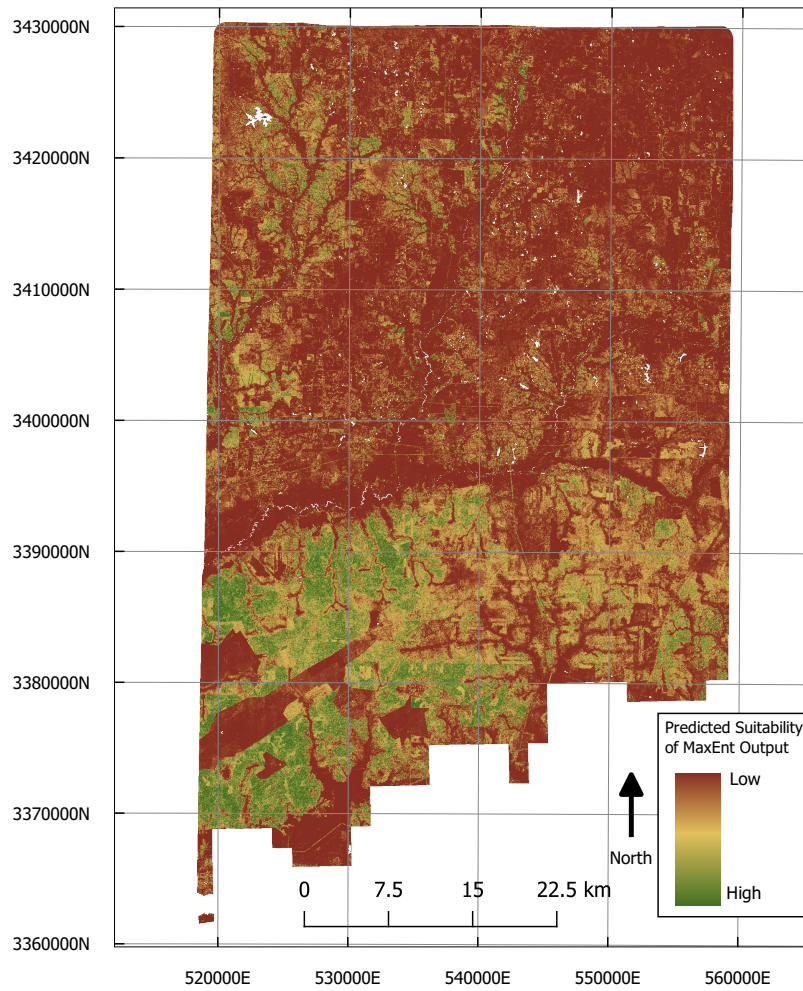 3430000N
3420000N
3410000N
3400000N
3390000N
3380000N
3370000N
3360000N
Predicted Suitability
of MaxEnt Output
Low
High
North
0 7.5 15 22.5 km
520000E 530000E 540000E 550000E 560000E